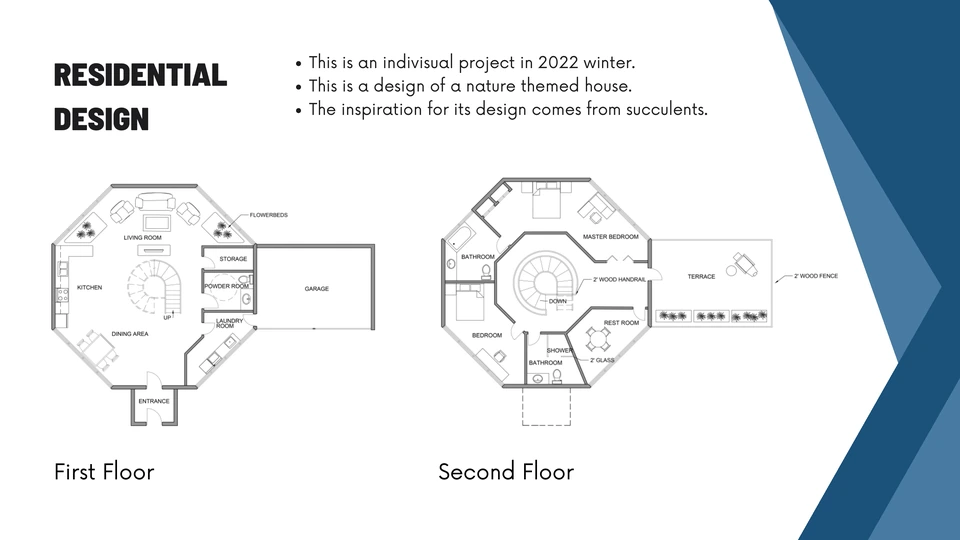 RESIDENTIAL
DESIGN
• This is an indivisual project in 2022 winter.
• This is a design of a nature themed house.
• The inspiration for its design comes from succulents.
FLOWERBEDS
LIVING ROOM
STORAGE
KITCHEN
POWDER ROOM
GARAGE
UP
LAUNDRY
ROOM
DINING AREA
ENTRANCE
MASTER BEDROOM
BATHROOM
2' WOOD HANDRAIL
TERRACE
2' WOOD FENCE
DOWN
REST ROOM
BEDROOM
SHOWER
2' GLASS
BATHROOM
First Floor
Second Floor